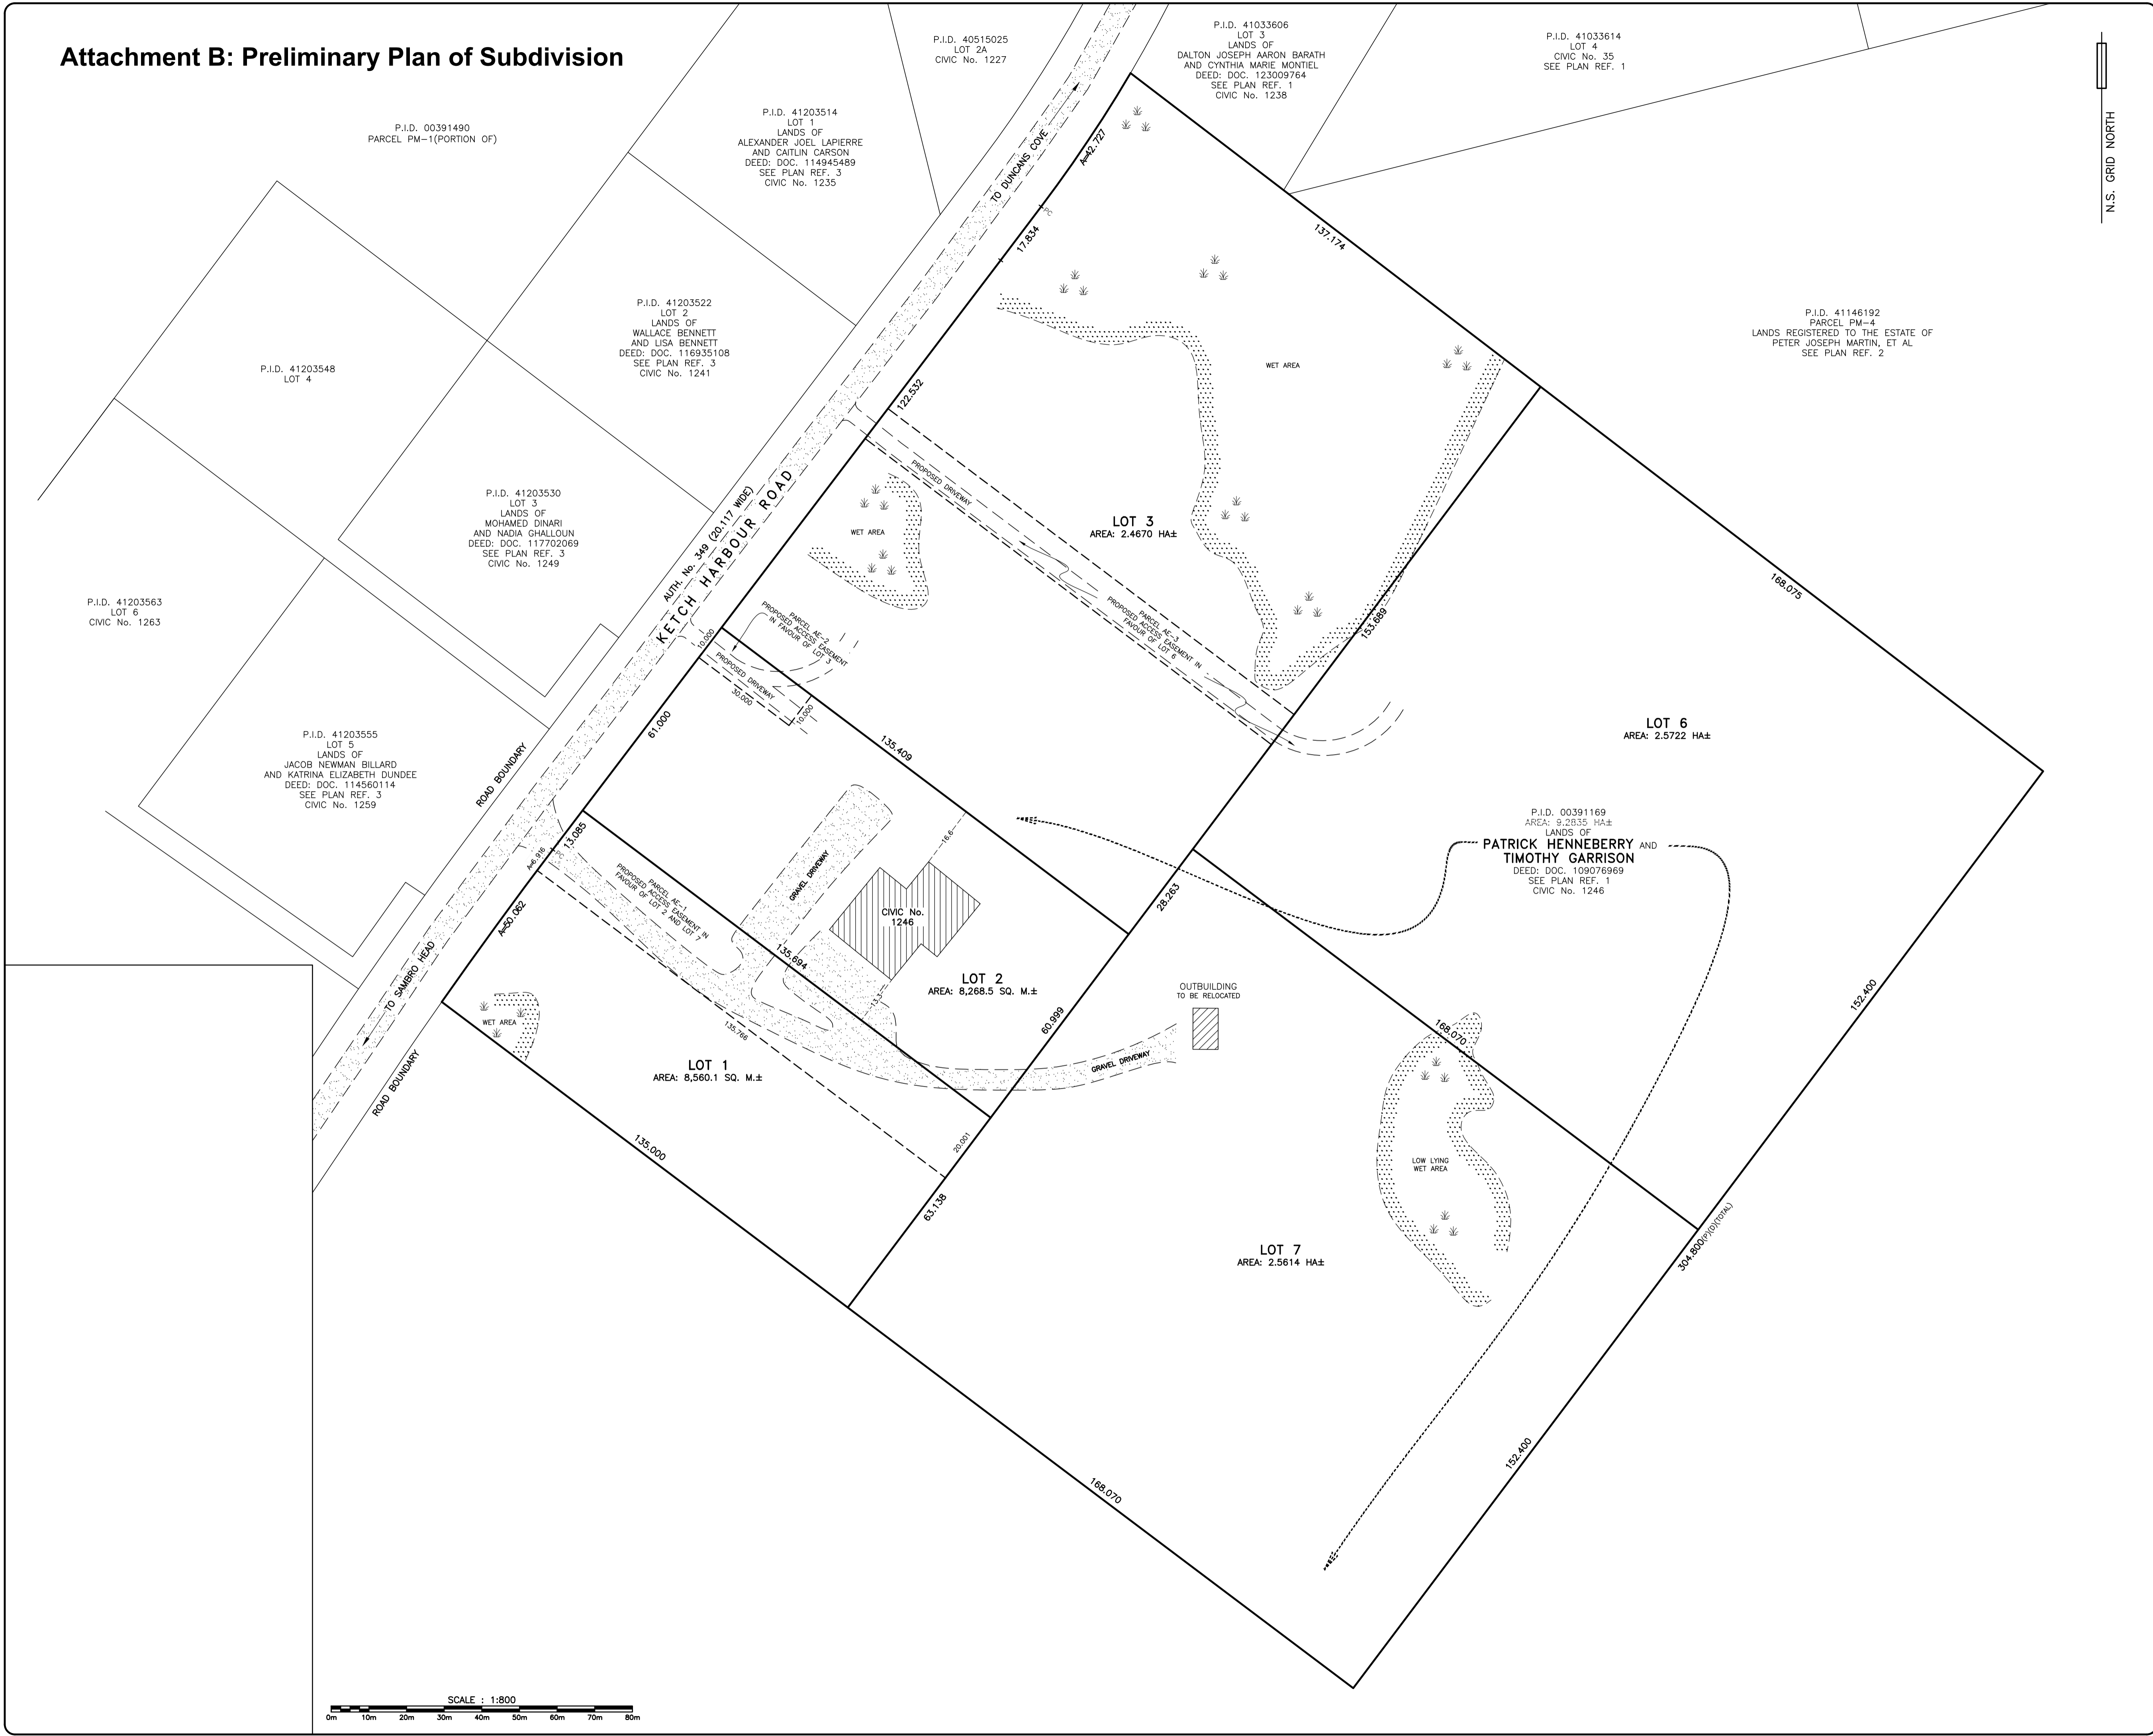 Attachment B: Preliminary Plan of Subdivision
P.I.D. 00391490
PARCEL PM-1(PORTION OF)
P.I.D. 40515025
LOT 2A
CIVIC No. 1227
P.I.D. 41033606
LOT 3
LANDS OF
DALTON JOSEPH AARON BARATH
AND CYNTHIA MARIE MONTIEL
DEED: DOC. 123009764
SEE PLAN REF. 1
CIVIC No. 1238
P.I.D. 41033614
LOT 4
CIVIC No. 35
SEE PLAN REF. 1
N.S. GRID NORTH
P.I.D. 41203514
LOT 1
LANDS OF
ALEXANDER JOEL LAPIERRE
AND CAITLIN CARSON
DEED: DOC. 114945489
SEE PLAN REF. 3
CIVIC No. 1235
TO DUNCANS COVE
A=42.727
PC
17.834
137.174
P.I.D. 41203522
LOT 2
LANDS OF
WALLACE BENNETT
AND LISA BENNETT
DEED: DOC. 116935108
SEE PLAN REF. 3
CIVIC No. 1241
P.I.D. 41146192
PARCEL PM-4
LANDS REGISTERED TO THE ESTATE OF
PETER JOSEPH MARTIN, ET AL
SEE PLAN REF. 2
P.I.D. 41203548
LOT 4
WET AREA
122.532
P.I.D. 41203530
LOT 3
LANDS OF
MOHAMED DINARI
AND NADIA GHALLOUN
DEED: DOC. 117702069
SEE PLAN REF. 3
CIVIC No. 1249
AUTH. No. 349 (20.117 WIDE)
KETCH HARBOUR ROAD
PROPOSED DRIVEWAY
WET AREA
LOT 3
AREA: 2.4670 HA±
P.I.D. 41203563
LOT 6
CIVIC No. 1263
PARCEL AE-2
PROPOSED ACCESS EASEMENT
IN FAVOUR OF LOT 3
PARCEL AE-3
PROPOSED ACCESS EASEMENT IN
FAVOUR OF LOT 6
153.689
168.075
10.000
PROPOSED DRIVEWAY
30.000
10.000
61.000
135.409
LOT 6
AREA: 2.5722 HA±
P.I.D. 41203555
LOT 5
LANDS OF
JACOB NEWMAN BILLARD
AND KATRINA ELIZABETH DUNDEE
DEED: DOC. 114560114
SEE PLAN REF. 3
CIVIC No. 1259
ROAD BOUNDARY
13.085
PC
A=6.916
A=50.062
PARCEL AE-1
PROPOSED ACCESS EASEMENT IN
FAVOUR OF LOT 2 AND LOT 7
GRAVEL DRIVEWAY
16.6
CIVIC No.
1246
28.263
P.I.D. 00391169
AREA: 9.2835 HA±
LANDS OF
PATRICK HENNEBERRY AND
TIMOTHY GARRISON
DEED: DOC. 109076969
SEE PLAN REF. 1
CIVIC No. 1246
TO SAMBRO HEAD
135.694
LOT 2
AREA: 8,268.5 SQ. M.±
13.3
OUTBUILDING
TO BE RELOCATED
152.400
WET AREA
135.766
60.999
168.070
GRAVEL DRIVEWAY
LOT 1
AREA: 8,560.1 SQ. M.±
ROAD BOUNDARY
135.000
20.001
63.138
LOW LYING
WET AREA
LOT 7
AREA: 2.5614 HA±
304.800(P)(D)(TOTAL)
152.400
168.070
SCALE : 1:800
0m 10m 20m 30m 40m 50m 60m 70m 80m